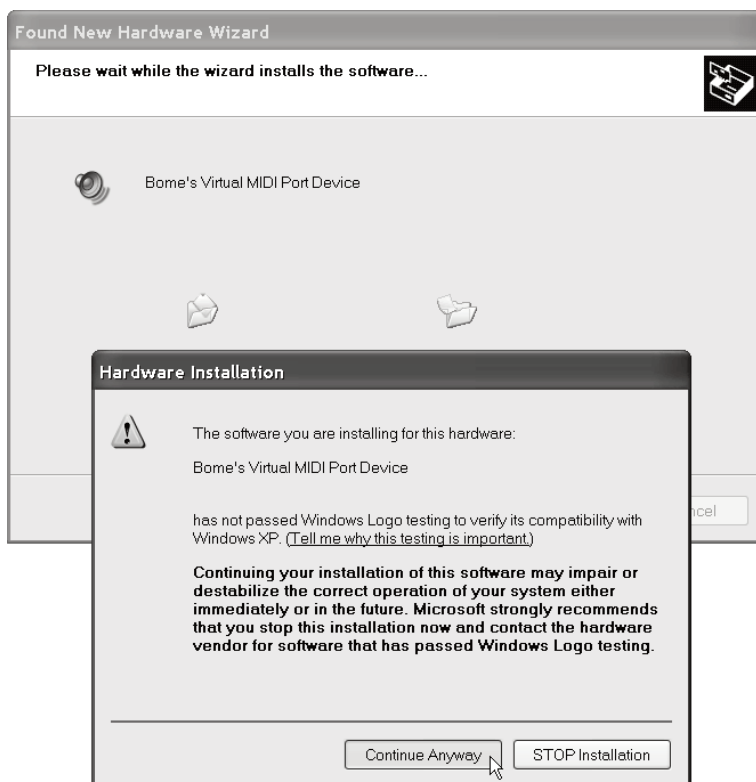 Found New Hardware Wizard
Please wait while the wizard installs the software...
Bome's Virtual MIDI Port Device
Hardware Installation
The software you are installing for this hardware:
Bome's Virtual MIDI Port Device
has not passed Windows Logo testing to verify its compatibility with
Windows XP. (Tell me why this testing is important.)
Continuing your installation of this software may impair or
destabilize the correct operation of your system either
immediately or in the future. Microsoft strongly recommends
that you stop this installation now and contact the hardware
vendor for software that has passed Windows Logo testing.
Continue Anyway
STOP Installation